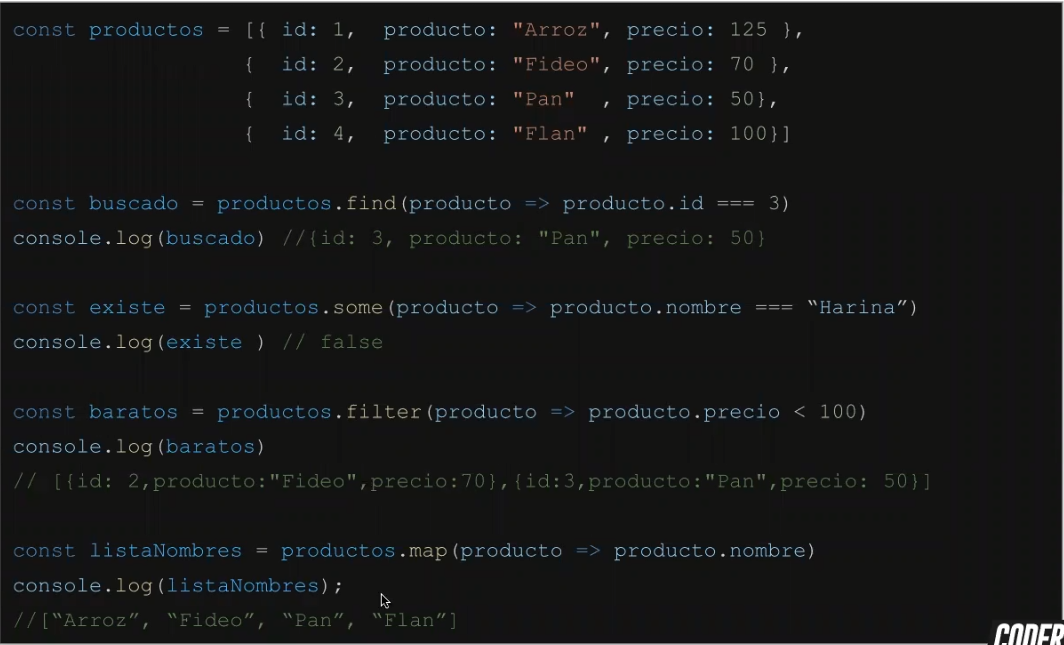 const productos = [{ id: 1, producto: "Arroz", precio: 125 },
{ id: 2, producto: "Fideo", precio: 70 },
{ id: 3, producto: "Pan" , precio: 50},
{ id: 4, producto: "Flan" , precio: 100}]
const buscado = productos.find(producto => producto.id === 3)
console.log(buscado) //{id: 3, producto: "Pan", precio: 50}
const existe = productos.some(producto => producto.nombre === “Harina”)
console.log(existe ) // false
const baratos = productos.filter(producto => producto.precio < 100)
console.log(baratos)
// [{id: 2,producto:"Fideo",precio:70},{id:3,producto:"Pan",precio: 50}]
const listaNombres = productos.map(producto => producto.nombre)
console.log(listaNombres);
//[“Arroz”, “Fideo”, “Pan”, “Flan”]
CODER